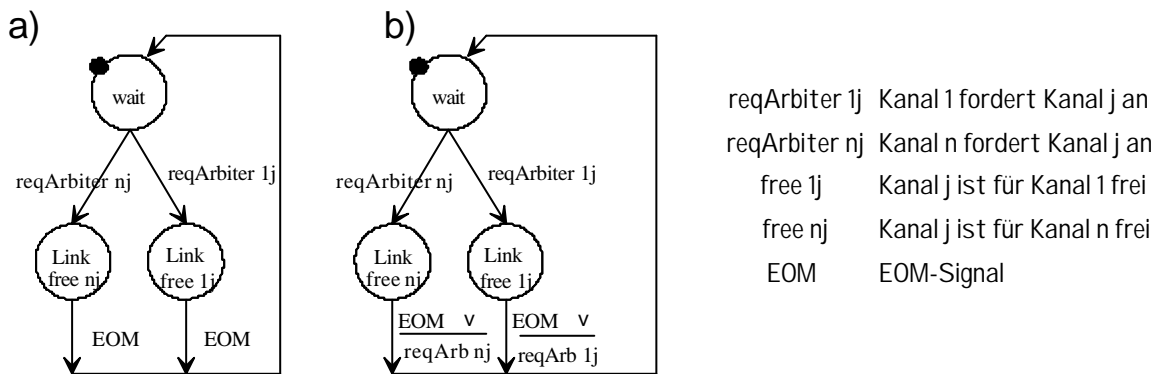 a)
wait
reqArbiter nj
reqArbiter 1j
Link
free nj
Link
free 1j
EOM
EOM
b)
wait
reqArbiter nj
reqArbiter 1j
Link
free nj
Link
free 1j
EOM v
reqArb nj
EOM v
reqArb 1j
reqArbiter 1j Kanal 1 fordert Kanal j an
reqArbiter nj Kanal n fordert Kanal j an
free 1j Kanal j ist für Kanal 1 frei
free nj Kanal j ist für Kanal n frei
EOM EOM-Signal